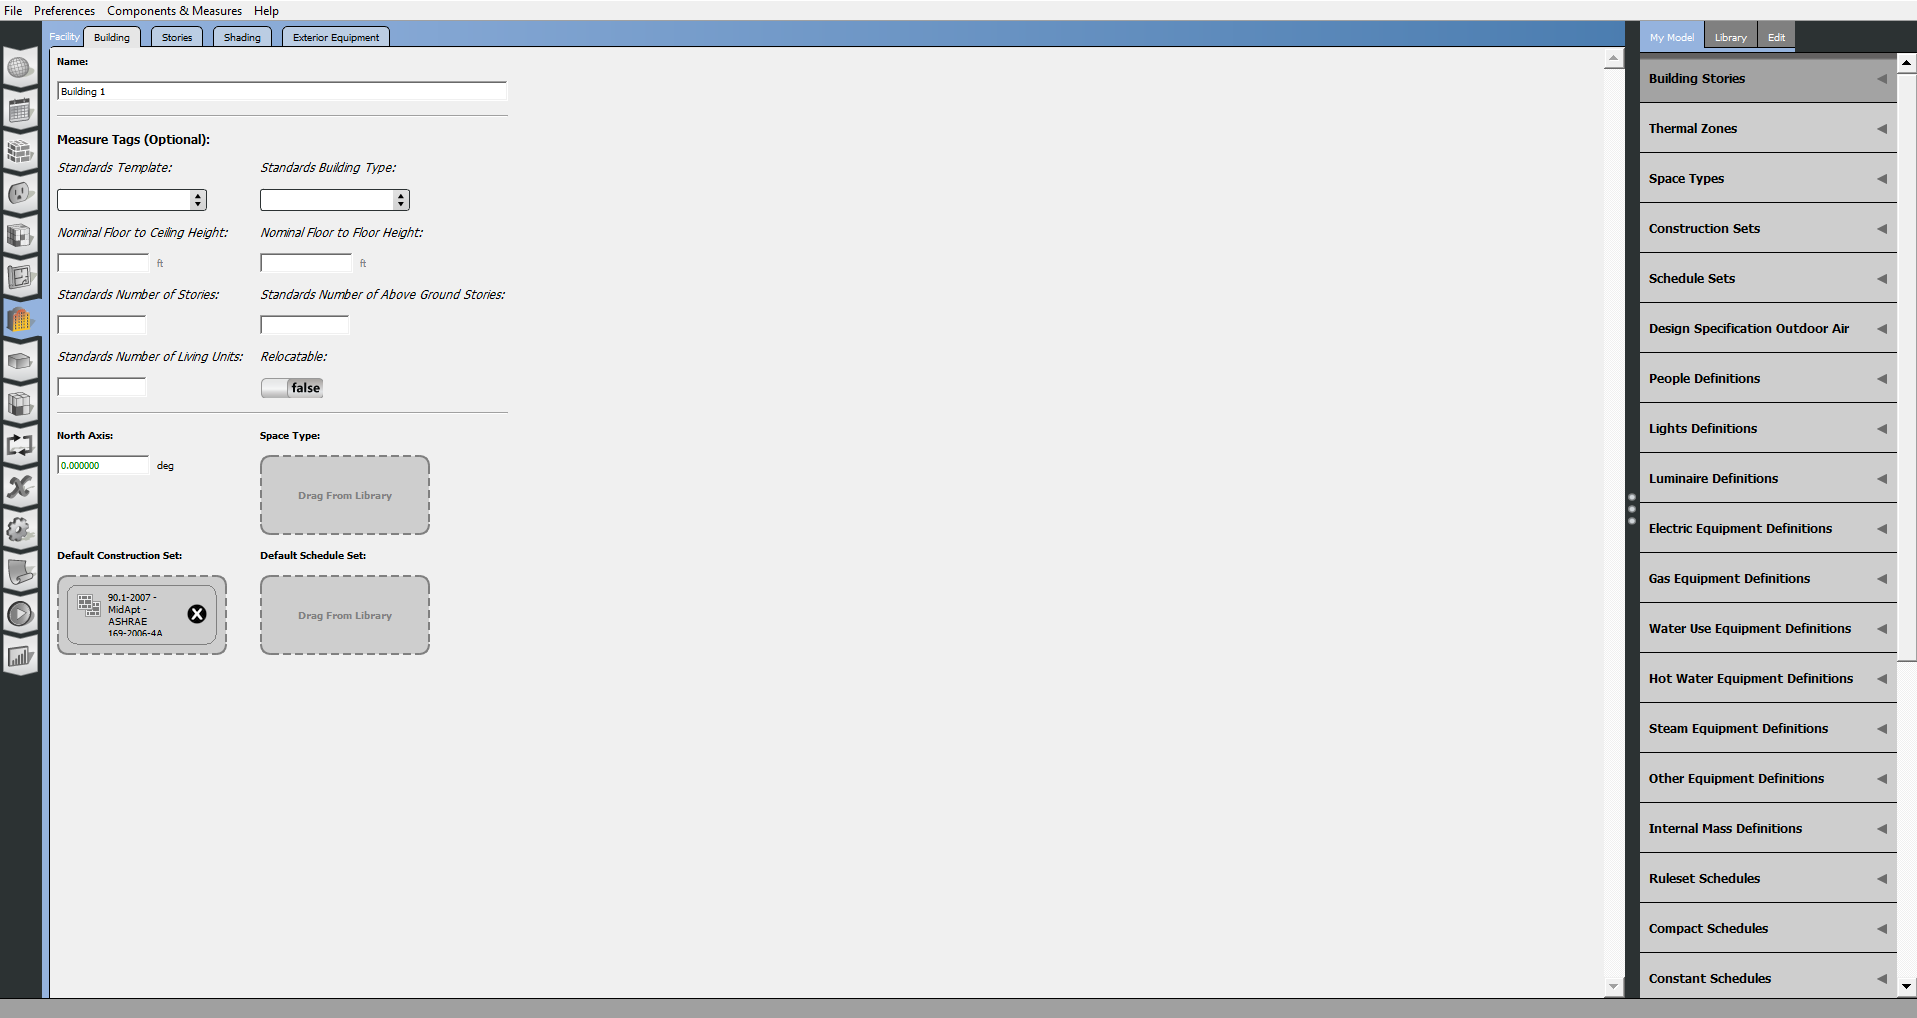 File Preferences Components & Measures Help
Facility Building Stories Shading Exterior Equipment
My Model Library Edit
Name:
Building 1
Measure Tags (Optional):
Standards Template: Standards Building Type:
Nominal Floor to Ceiling Height: Nominal Floor to Floor Height:
ft ft
Standards Number of Stories: Standards Number of Above Ground Stories:
Standards Number of Living Units: Relocatable:
false
North Axis: Space Type:
0.000000 deg
Drag From Library
Default Construction Set: Default Schedule Set:
90.1-2007 -
MidApt -
ASHRAE
169-2006-4A
Drag From Library
Building Stories
Thermal Zones
Space Types
Construction Sets
Schedule Sets
Design Specification Outdoor Air
People Definitions
Lights Definitions
Luminaire Definitions
Electric Equipment Definitions
Gas Equipment Definitions
Water Use Equipment Definitions
Hot Water Equipment Definitions
Steam Equipment Definitions
Other Equipment Definitions
Internal Mass Definitions
Ruleset Schedules
Compact Schedules
Constant Schedules